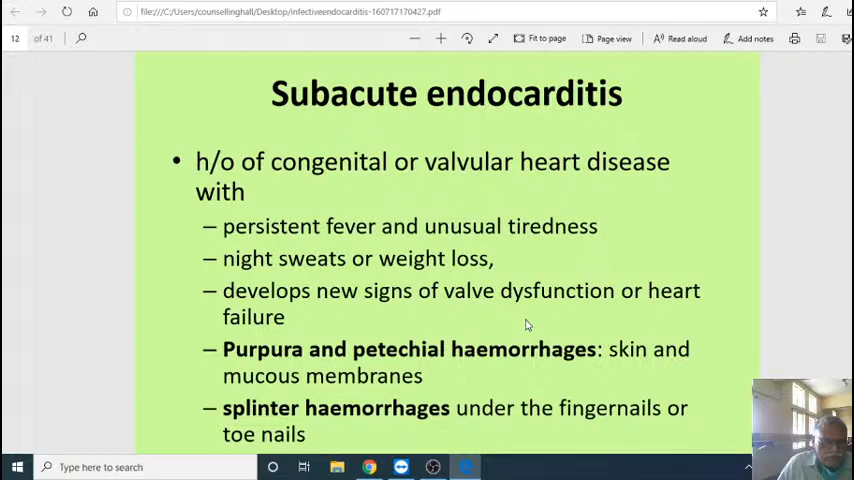 file:///C:/Users/counsellinghall/Desktop/infectiveendocarditis-160717170427.pdf
12 of 41
Fit to page
Page view
Read aloud
Add notes
Subacute endocarditis
• h/o of congenital or valvular heart disease
with
– persistent fever and unusual tiredness
– night sweats or weight loss,
– develops new signs of valve dysfunction or heart
failure
– Purpura and petechial haemorrhages: skin and
mucous membranes
– splinter haemorrhages under the fingernails or
toe nails
Type here to search